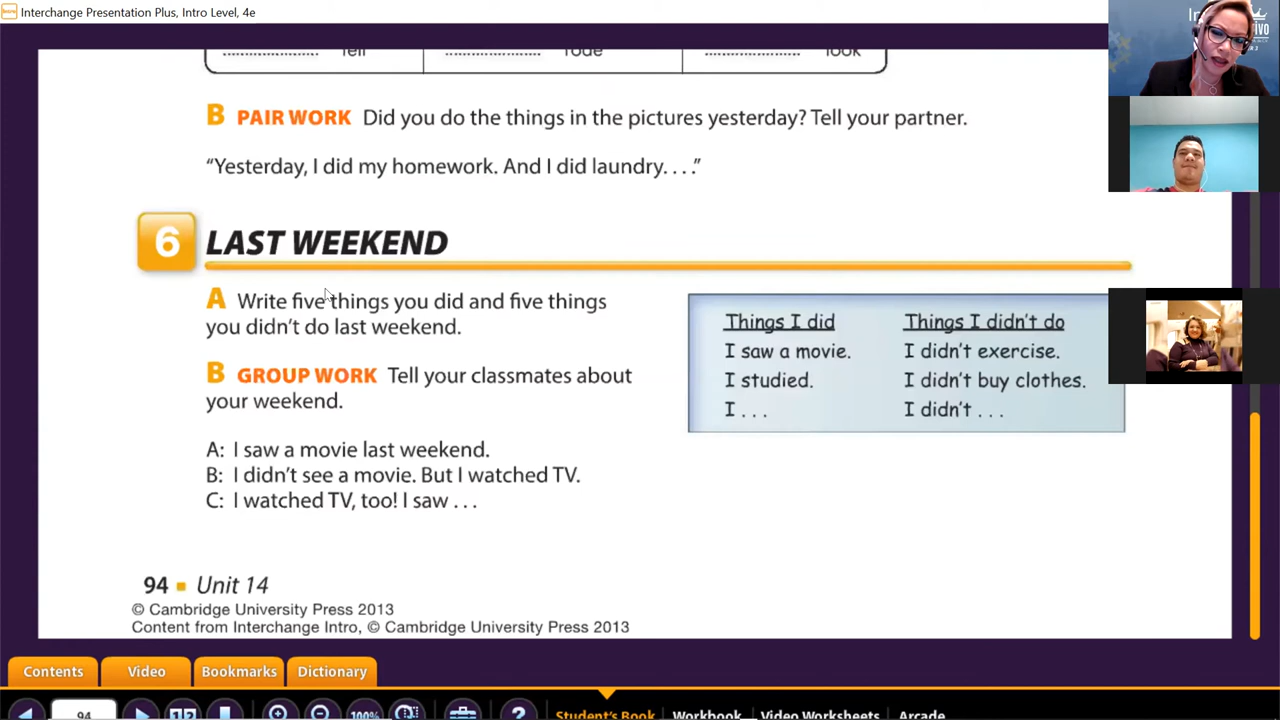 Interchange Presentation Plus, Intro Level, 4e
fell
rode
look
B PAIR WORK Did you do the things in the pictures yesterday? Tell your partner.
“Yesterday, I did my homework. And I did laundry. . . .”
6 LAST WEEKEND
A Write five things you did and five things
you didn’t do last weekend.
B GROUP WORK Tell your classmates about
your weekend.
A: I saw a movie last weekend.
B: I didn’t see a movie. But I watched TV.
C: I watched TV, too! I saw . . .
Things I did
I saw a movie.
I studied.
I . . .
Things I didn’t do
I didn’t exercise.
I didn’t buy clothes.
I didn’t . . .
94 ▪ Unit 14
© Cambridge University Press 2013
Content from Interchange Intro, © Cambridge University Press 2013
Contents Video Bookmarks Dictionary
94 1 2 100% ? Student's Book Workbook Video Worksheets Arcade